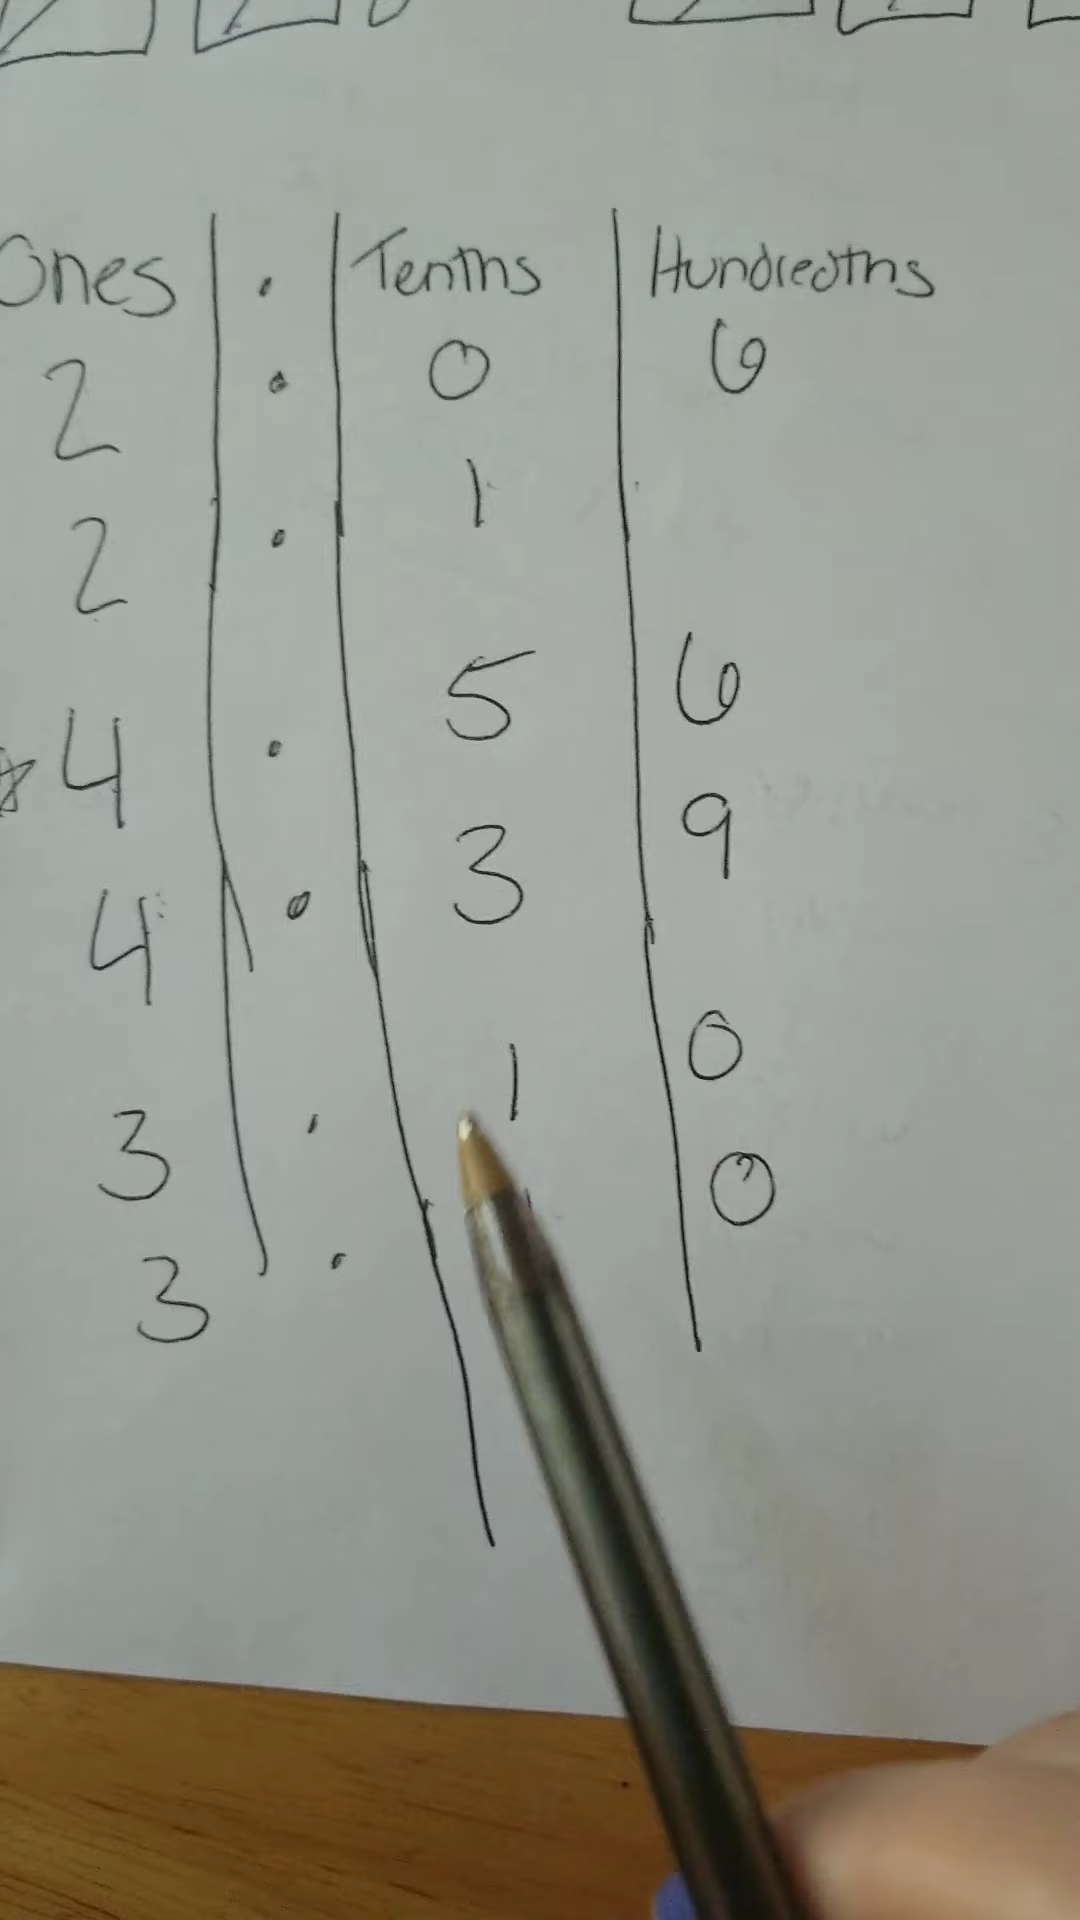 Ones . Tenths Hundredths
2 . 0 6
2 . 1
4 . 5 6
4 . 3 9
3 . 1 0
3 . 0